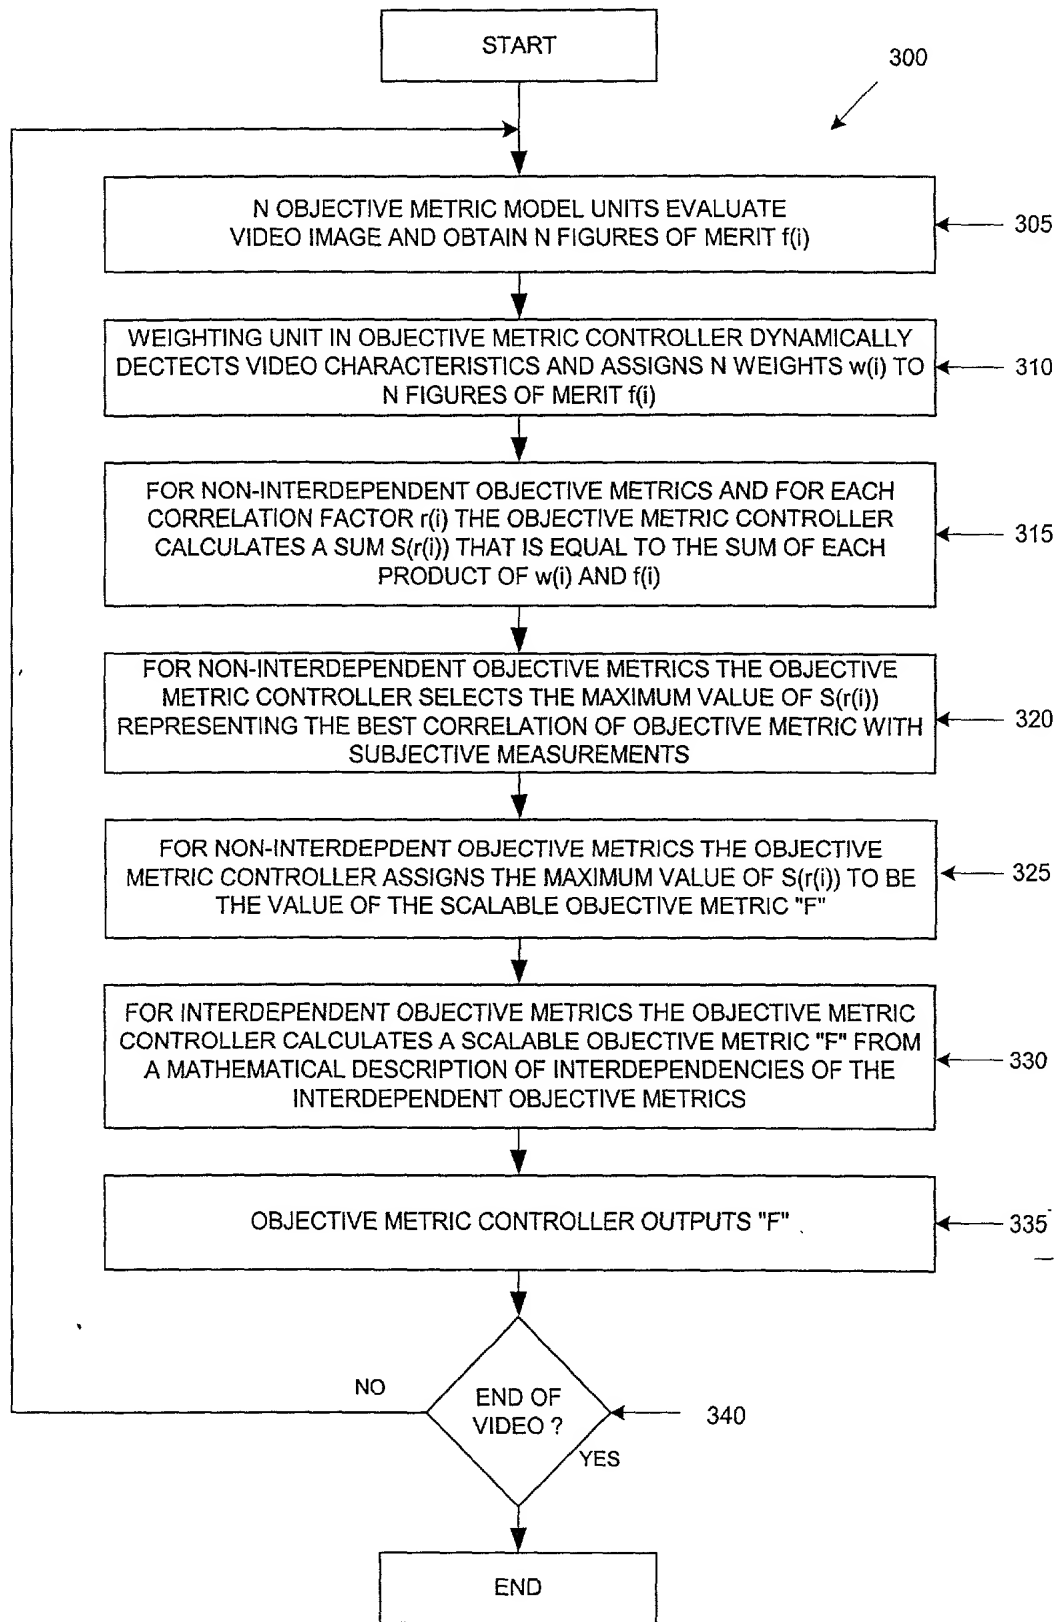 START
300
N OBJECTIVE METRIC MODEL UNITS EVALUATE
VIDEO IMAGE AND OBTAIN N FIGURES OF MERIT f(i)
305
WEIGHTING UNIT IN OBJECTIVE METRIC CONTROLLER DYNAMICALLY
DECTECTS VIDEO CHARACTERISTICS AND ASSIGNS N WEIGHTS w(i) TO
N FIGURES OF MERIT f(i)
310
FOR NON-INTERDEPENDENT OBJECTIVE METRICS AND FOR EACH
CORRELATION FACTOR r(i) THE OBJECTIVE METRIC CONTROLLER
CALCULATES A SUM S(r(i)) THAT IS EQUAL TO THE SUM OF EACH
PRODUCT OF w(i) AND f(i)
315
FOR NON-INTERDEPENDENT OBJECTIVE METRICS THE OBJECTIVE
METRIC CONTROLLER SELECTS THE MAXIMUM VALUE OF S(r(i))
REPRESENTING THE BEST CORRELATION OF OBJECTIVE METRIC WITH
SUBJECTIVE MEASUREMENTS
320
FOR NON-INTERDEPDENT OBJECTIVE METRICS THE OBJECTIVE
METRIC CONTROLLER ASSIGNS THE MAXIMUM VALUE OF S(r(i)) TO BE
THE VALUE OF THE SCALABLE OBJECTIVE METRIC "F"
325
FOR INTERDEPENDENT OBJECTIVE METRICS THE OBJECTIVE METRIC
CONTROLLER CALCULATES A SCALABLE OBJECTIVE METRIC "F" FROM
A MATHEMATICAL DESCRIPTION OF INTERDEPENDENCIES OF THE
INTERDEPENDENT OBJECTIVE METRICS
330
OBJECTIVE METRIC CONTROLLER OUTPUTS "F"
335
NO
END OF
VIDEO ?
340
YES
END